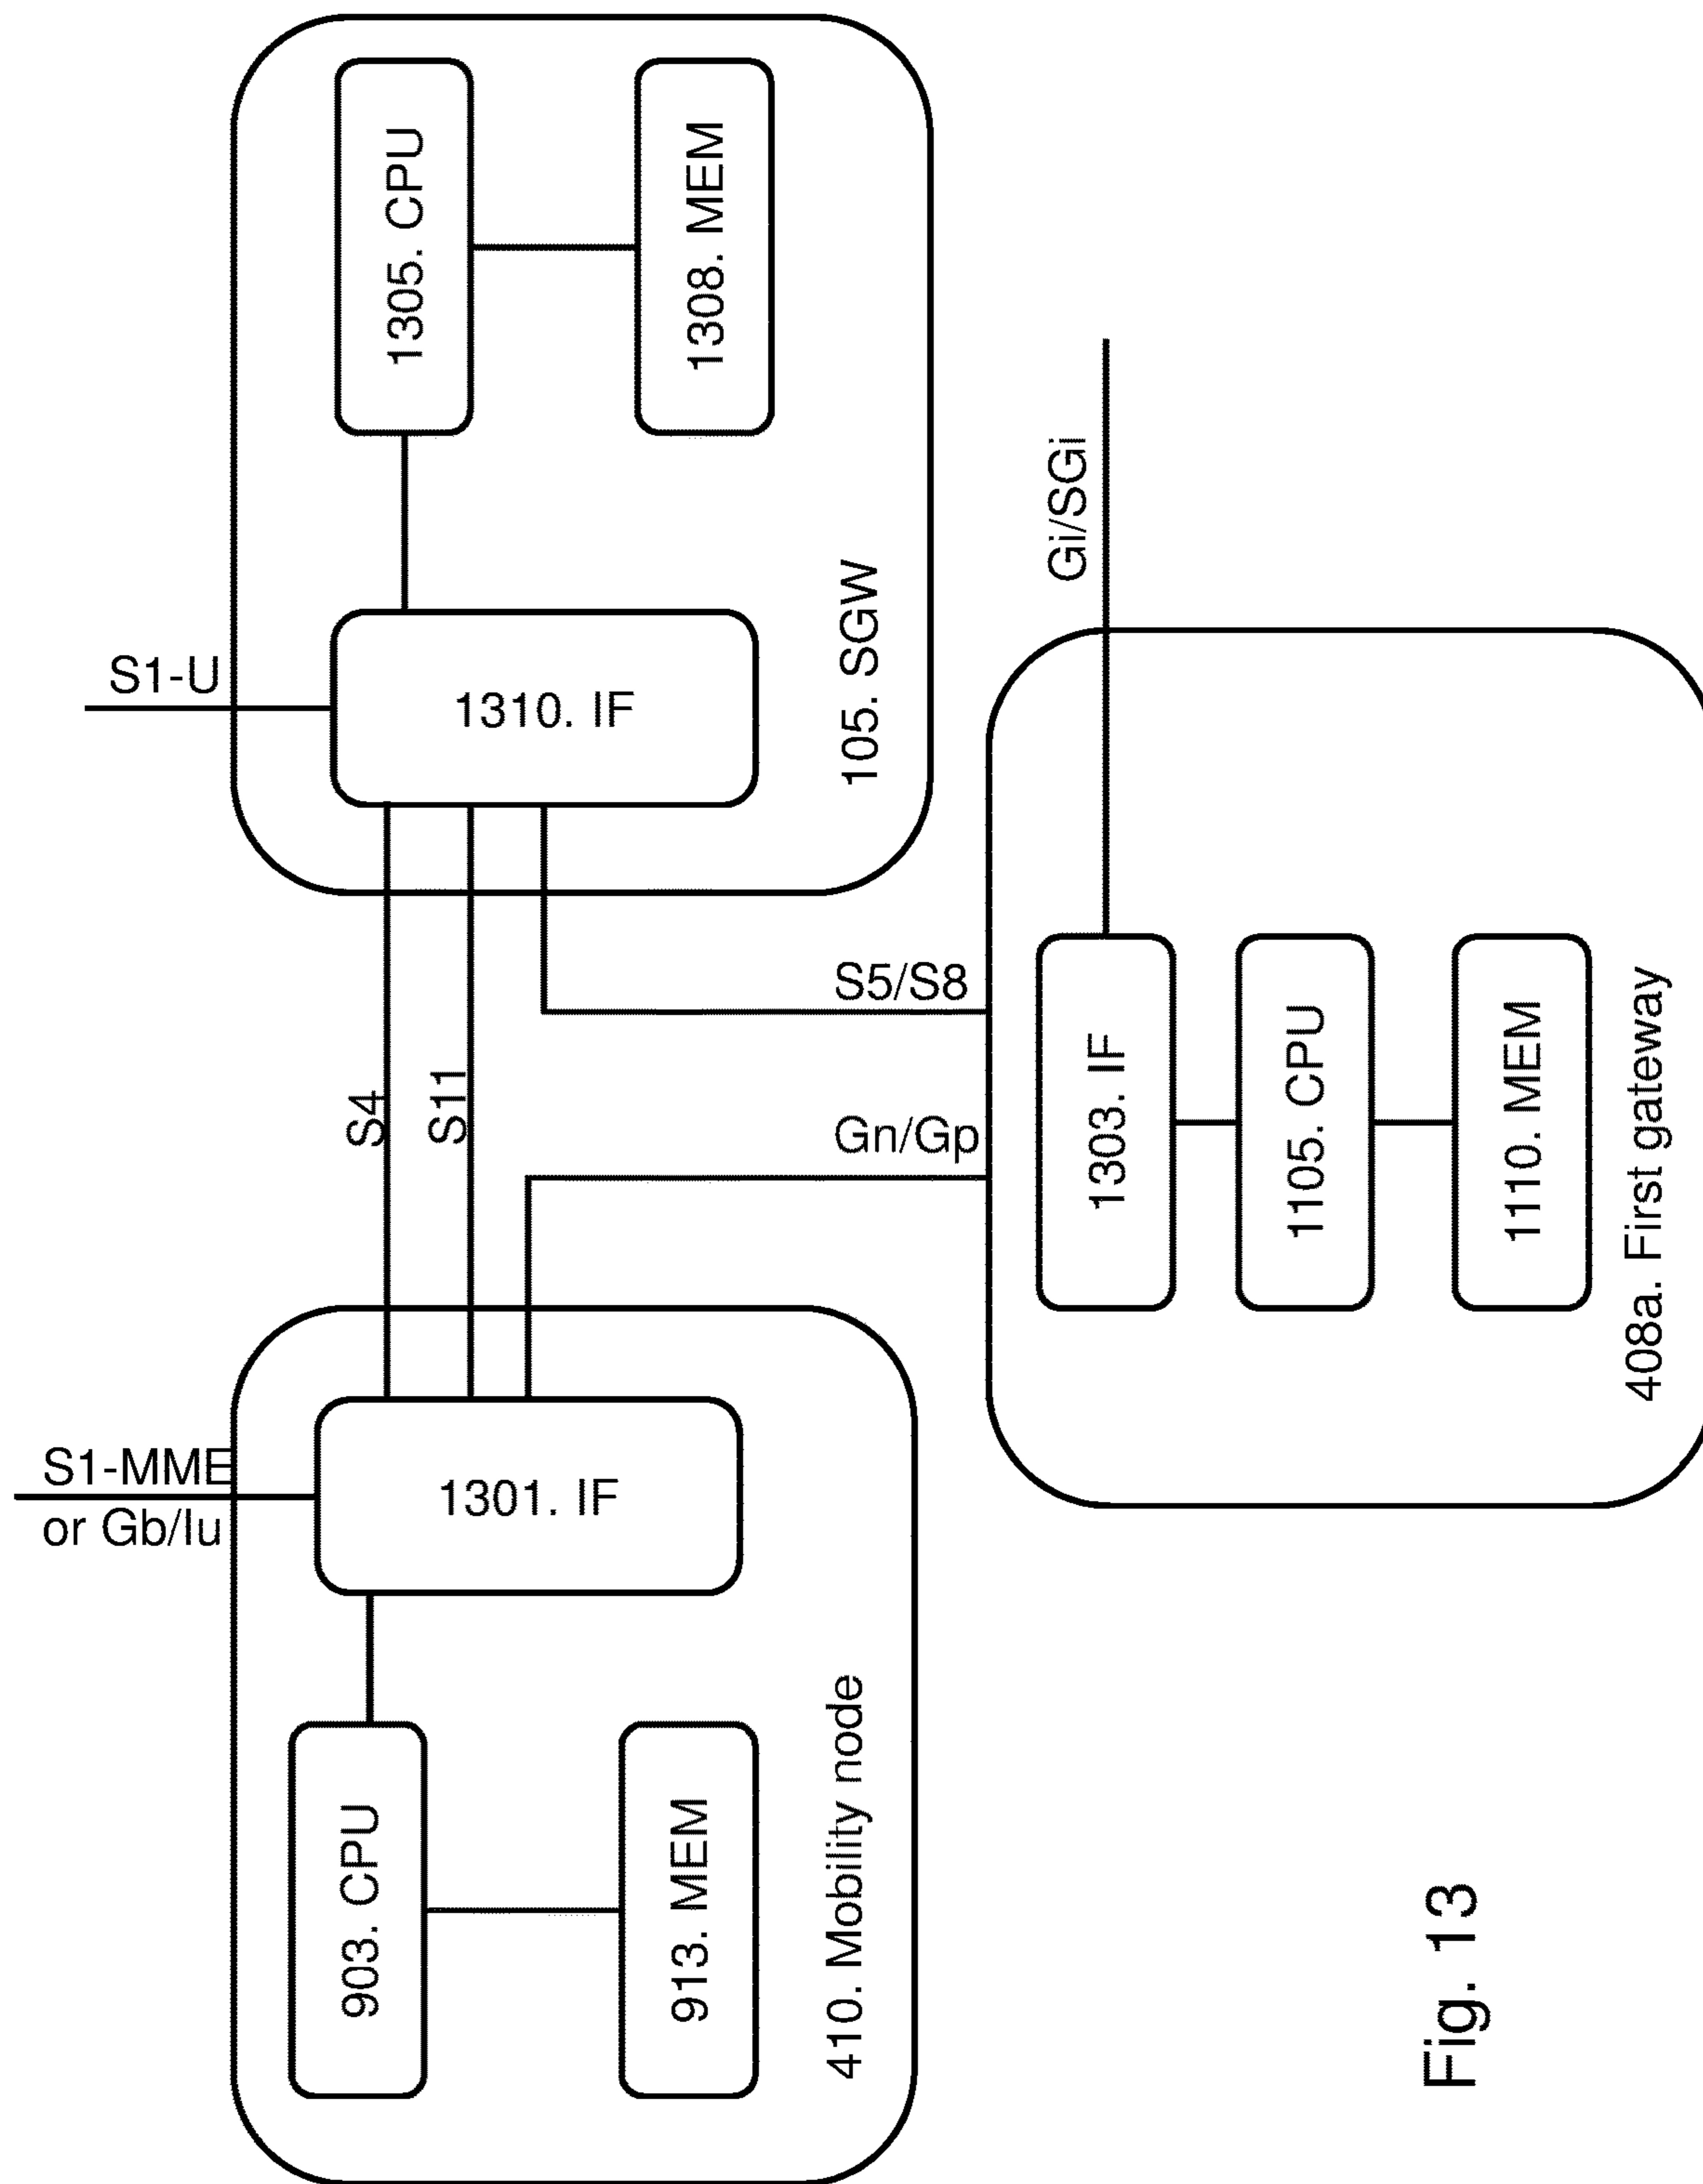 S1-MME
or Gb/Iu
S1-U
903. CPU
913. MEM
1301. IF
410. Mobility node
S4
S11
1310. IF
1305. CPU
1308. MEM
105. SGW
Gn/Gp
S5/S8
Gi/SGi
1303. IF
1105. CPU
1110. MEM
408a. First gateway
Fig. 13